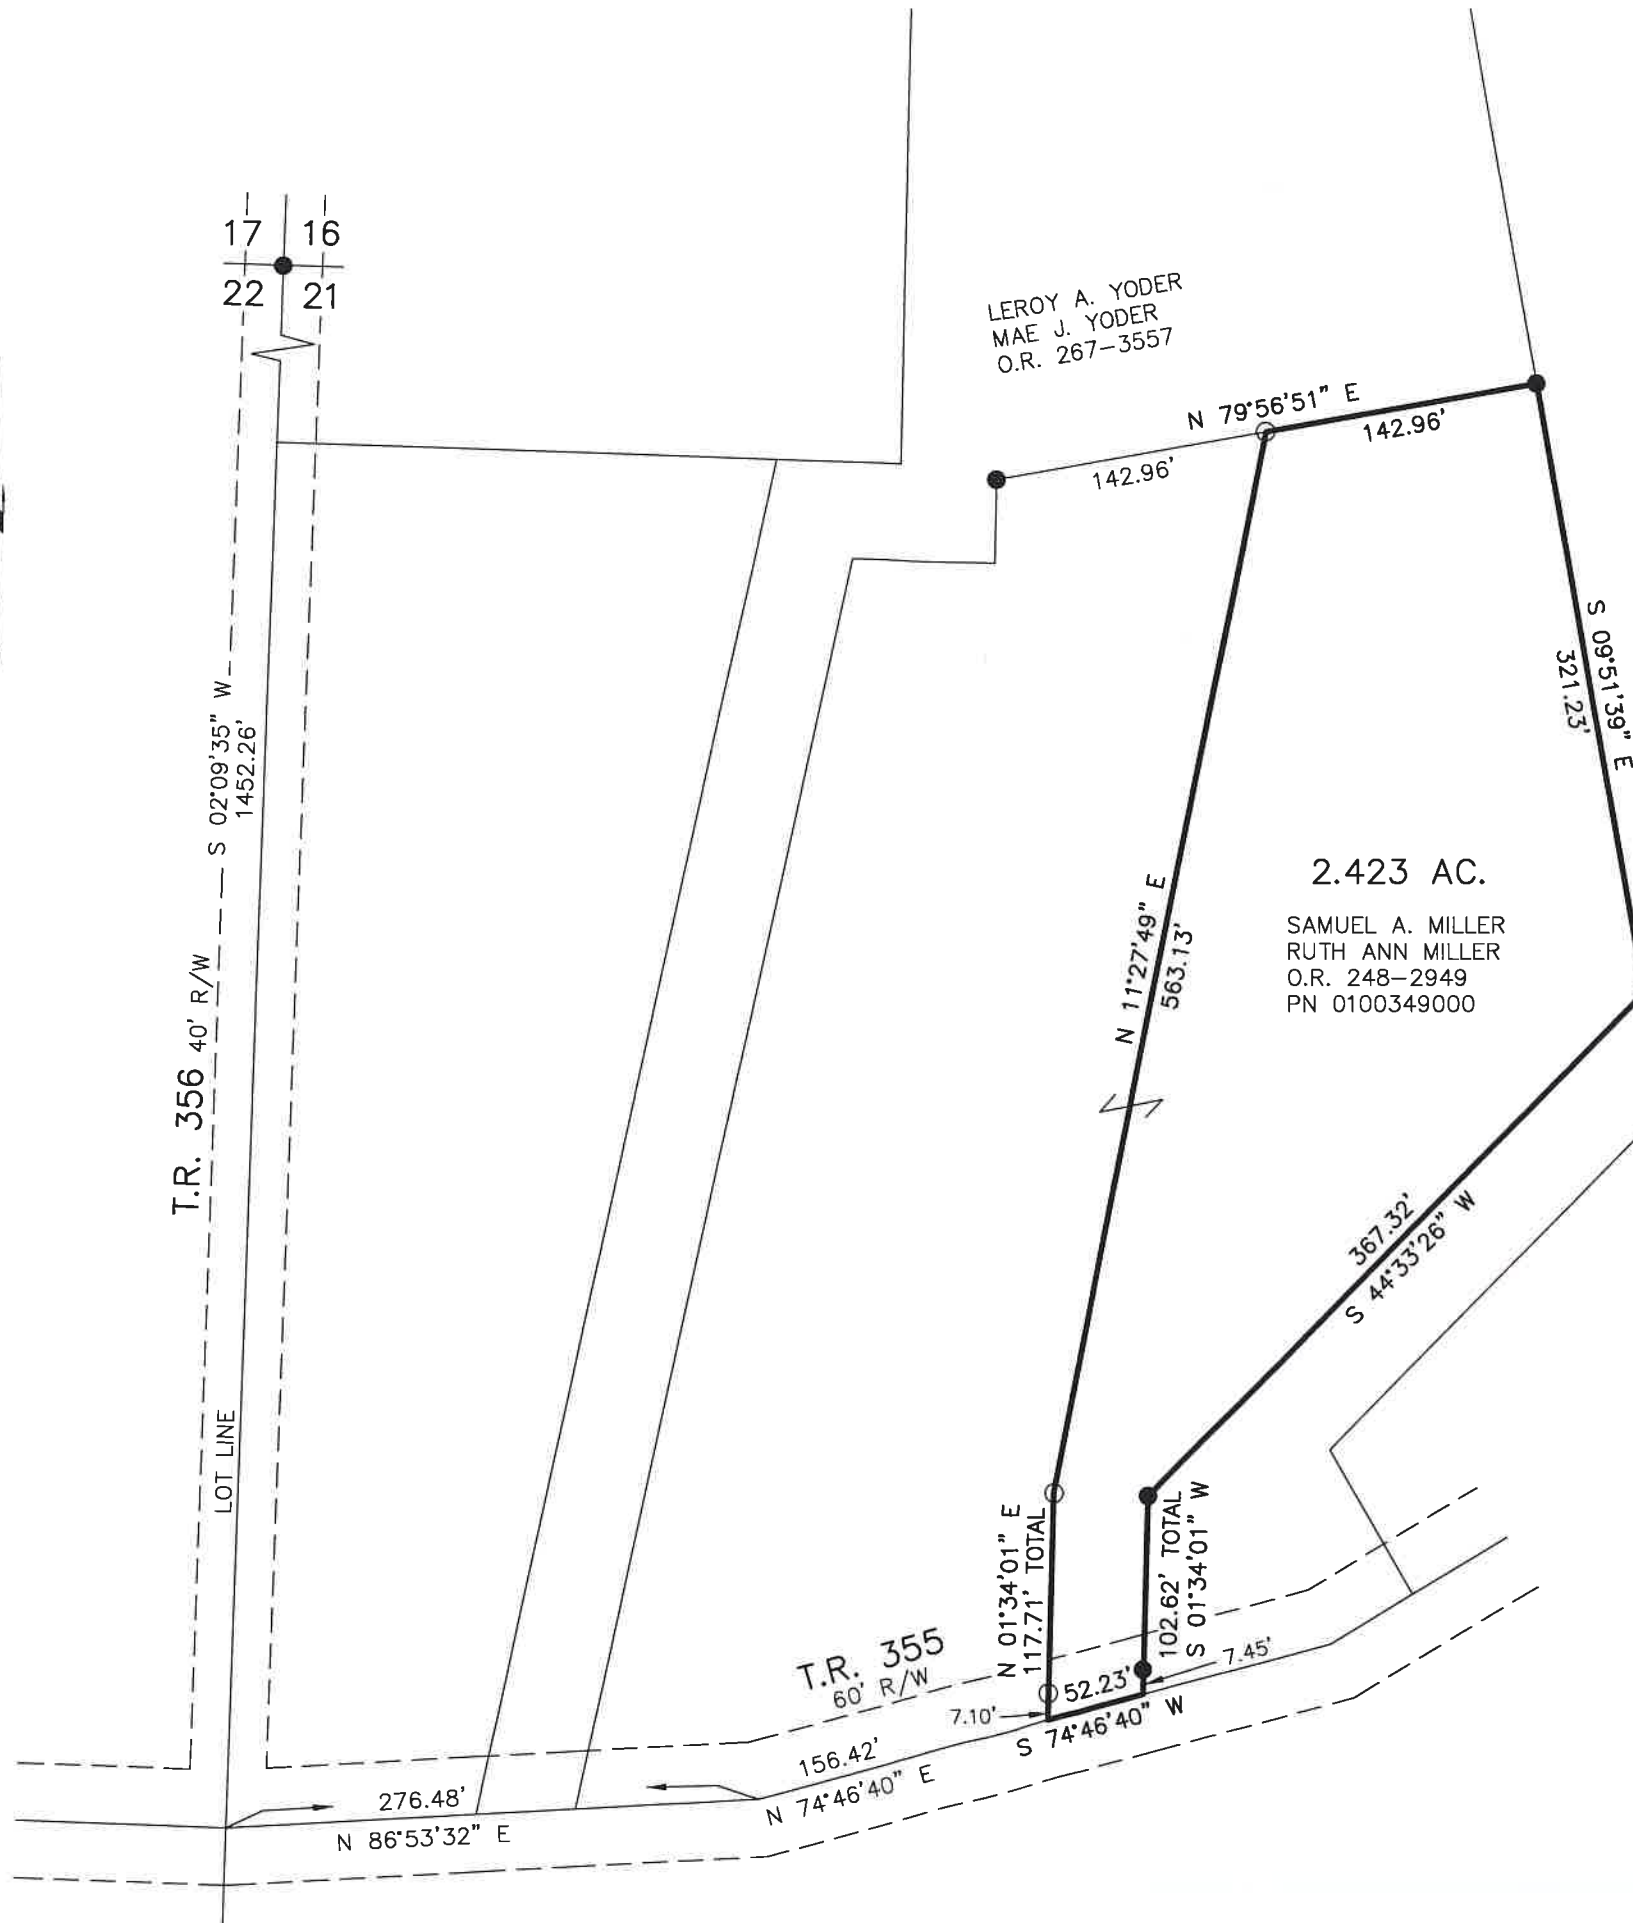 17 16
22 21
LEROY A. YODER
MAE J. YODER
O.R. 267-3557
N 79°56'51" E
142.96'
142.96'
S 09°51'39" E
321.23'
S 02°09'35" W
1452.26'
T.R. 356 40' R/W
LOT LINE
N 11°27'49" E
563.13'
2.423 AC.
SAMUEL A. MILLER
RUTH ANN MILLER
O.R. 248-2949
PN 0100349000
367.32'
S 44°33'26" W
N 01°34'01" E
117.71' TOTAL
102.62' TOTAL
S 01°34'01" W
T.R. 355
60' R/W
52.23'
7.45'
7.10'
S 74°46'40" W
156.42'
N 74°46'40" E
276.48'
N 86°53'32" E